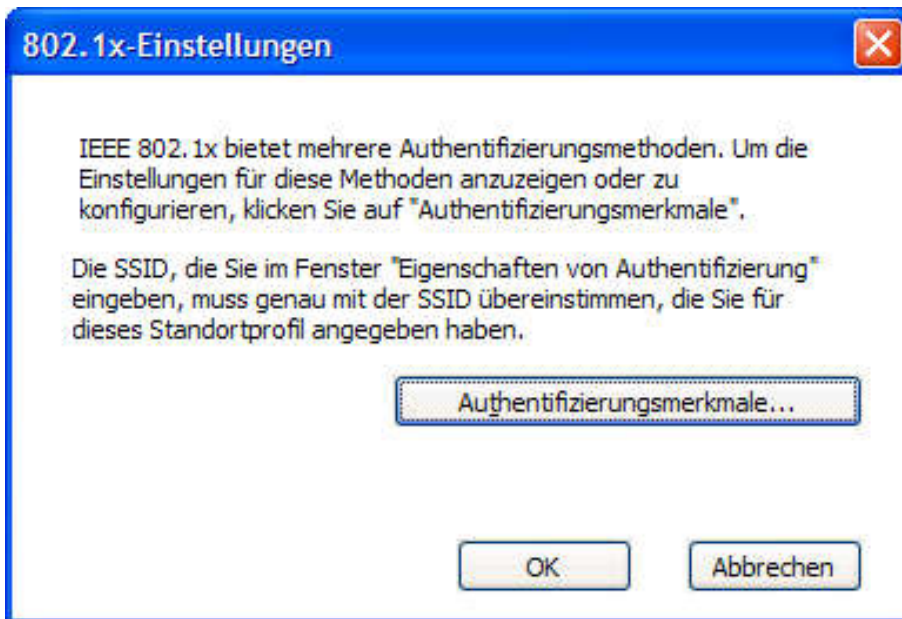 802.1x-Einstellungen
IEEE 802.1x bietet mehrere Authentifizierungsmethoden. Um die
Einstellungen für diese Methoden anzuzeigen oder zu
konfigurieren, klicken Sie auf "Authentifizierungsmerkmale".
Die SSID, die Sie im Fenster "Eigenschaften von Authentifizierung"
eingeben, muss genau mit der SSID übereinstimmen, die Sie für
dieses Standortprofil angegeben haben.
Authentifizierungsmerkmale...
OK
Abbrechen